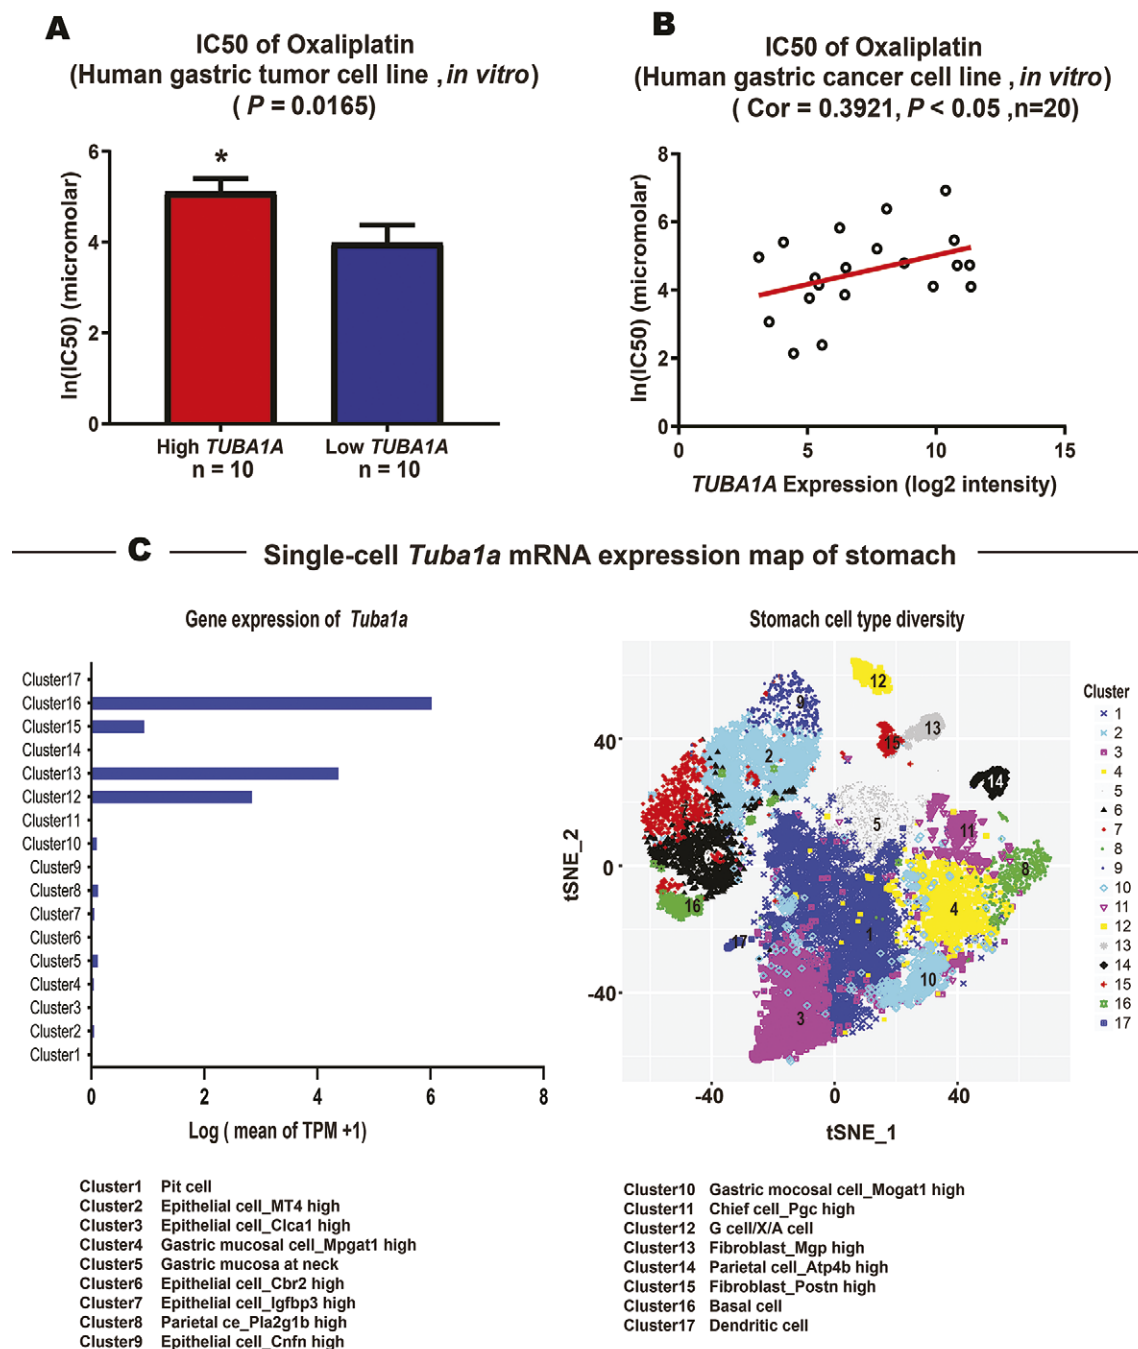 A
IC50 of Oxaliplatin
(Human gastric tumor cell line , in vitro)
( P = 0.0165)
ln(IC50) (micromolar)
6
4
2
0
*
High TUBA1A
n = 10
Low TUBA1A
n = 10
B
IC50 of Oxaliplatin
(Human gastric cancer cell line , in vitro)
( Cor = 0.3921, P < 0.05 ,n=20)
ln(IC50) (micromolar)
8
6
4
2
0
0 5 10 15
TUBA1A Expression (log2 intensity)
C Single-cell Tuba1a mRNA expression map of stomach
Gene expression of Tuba1a
Cluster17
Cluster16
Cluster15
Cluster14
Cluster13
Cluster12
Cluster11
Cluster10
Cluster9
Cluster8
Cluster7
Cluster6
Cluster5
Cluster4
Cluster3
Cluster2
Cluster1
0 2 4 6 8
Log ( mean of TPM +1)
Stomach cell type diversity
tSNE_2
40
0
-40
-40 0 40
tSNE_1
12
9
13
15
2
14
7
5
11
8
4
16
17
1
10
3
Cluster
1
2
3
4
5
6
7
8
9
10
11
12
13
14
15
16
17
Cluster1 Pit cell
Cluster2 Epithelial cell_MT4 high
Cluster3 Epithelial cell_Clca1 high
Cluster4 Gastric mucosal cell_Mpgat1 high
Cluster5 Gastric mucosa at neck
Cluster6 Epithelial cell_Cbr2 high
Cluster7 Epithelial cell_Igfbp3 high
Cluster8 Parietal ce_Pla2g1b high
Cluster9 Epithelial cell_Cnfn high
Cluster10 Gastric mocosal cell_Mogat1 high
Cluster11 Chief cell_Pgc high
Cluster12 G cell/X/A cell
Cluster13 Fibroblast_Mgp high
Cluster14 Parietal cell_Atp4b high
Cluster15 Fibroblast_Postn high
Cluster16 Basal cell
Cluster17 Dendritic cell